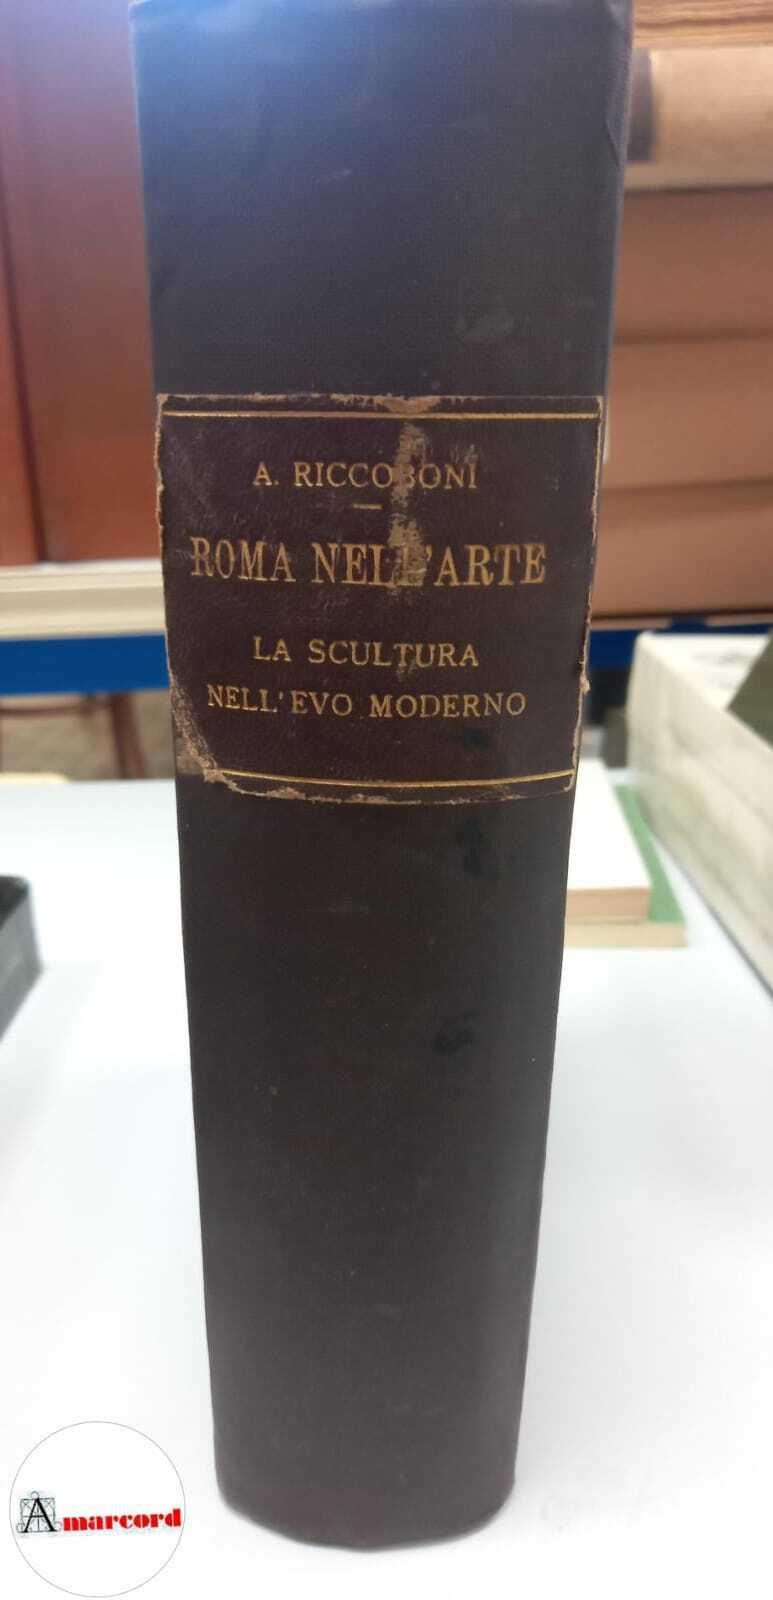 A. RICCOBONI
ROMA NELL'ARTE
LA SCULTURA
NELL'EVO MODERNO
Amarcord